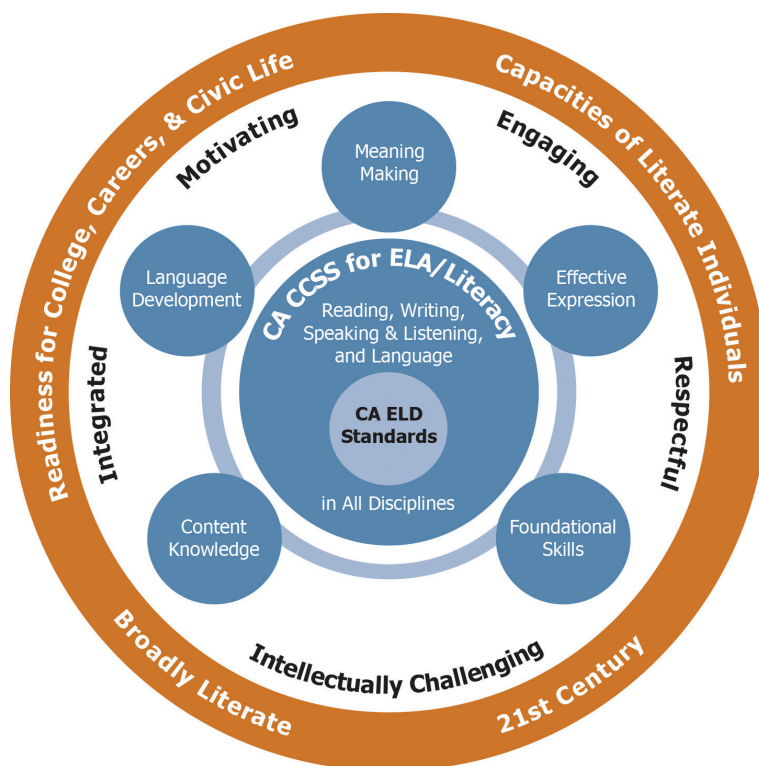 Readiness for College, Careers, & Civic Life
Capacities of Literate Individuals
Motivating
Engaging
Meaning
Making
Language
Development
Effective
Expression
CA CCSS for ELA/Literacy
Reading, Writing,
Speaking & Listening,
and Language
CA ELD
Standards
in All Disciplines
Integrated
Respectful
Content
Knowledge
Foundational
Skills
Intellectually Challenging
Broadly Literate
21st Century